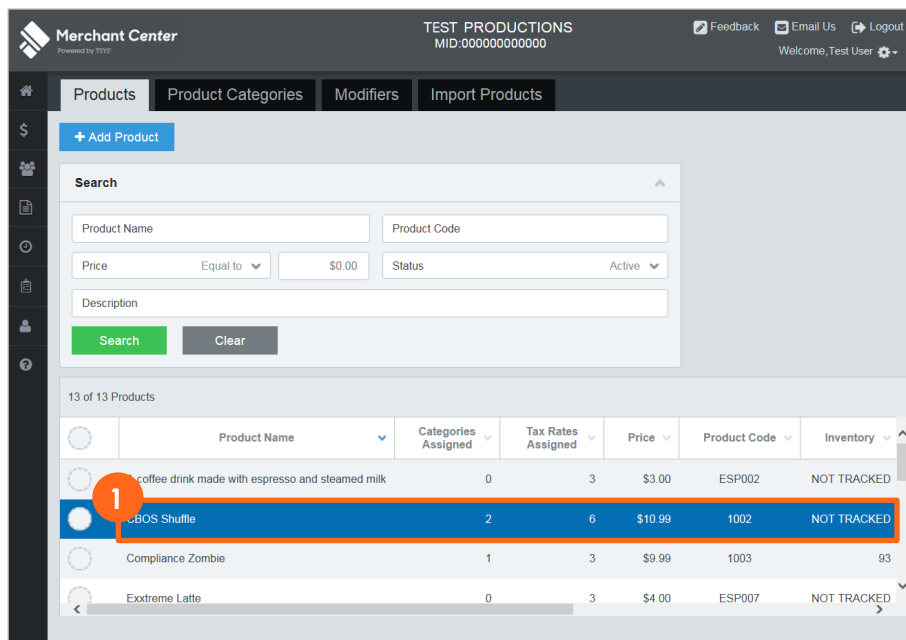 Merchant Center
Powered by TSYS®
TEST PRODUCTIONS
MID:000000000000
Feedback Email Us Logout
Welcome,Test User
Products Product Categories Modifiers Import Products
+ Add Product
Search
Product Name Product Code
Price Equal to $0.00 Status Active
Description
Search Clear
13 of 13 Products
Product Name Categories Assigned Tax Rates Assigned Price Product Code Inventory
coffee drink made with espresso and steamed milk 0 3 $3.00 ESP002 NOT TRACKED
1
CBOS Shuffle 2 6 $10.99 1002 NOT TRACKED
Compliance Zombie 1 3 $9.99 1003 93
Exxtreme Latte 0 3 $4.00 ESP007 NOT TRACKED